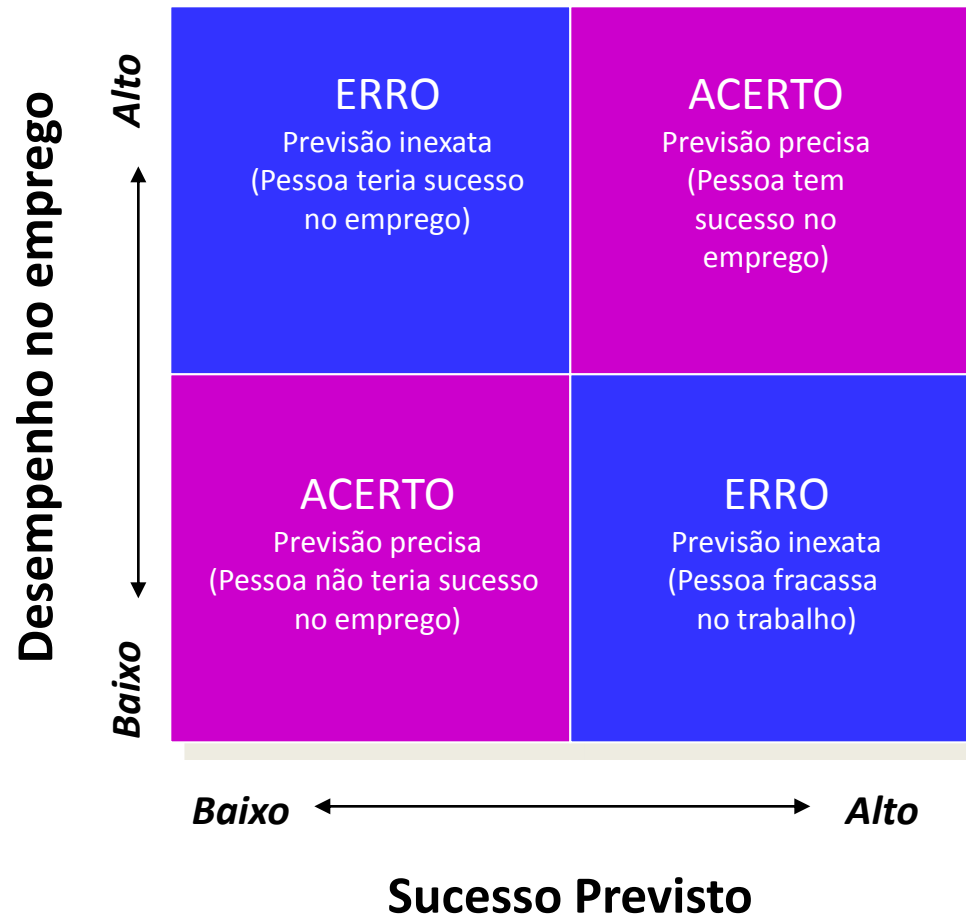 Desempenho no emprego
Alto
Baixo
ERRO
Previsão inexata
(Pessoa teria sucesso
no emprego)
ACERTO
Previsão precisa
(Pessoa tem
sucesso no
emprego)
ACERTO
Previsão precisa
(Pessoa não teria sucesso
no emprego)
ERRO
Previsão inexata
(Pessoa fracassa
no trabalho)
Baixo
Alto
Sucesso Previsto